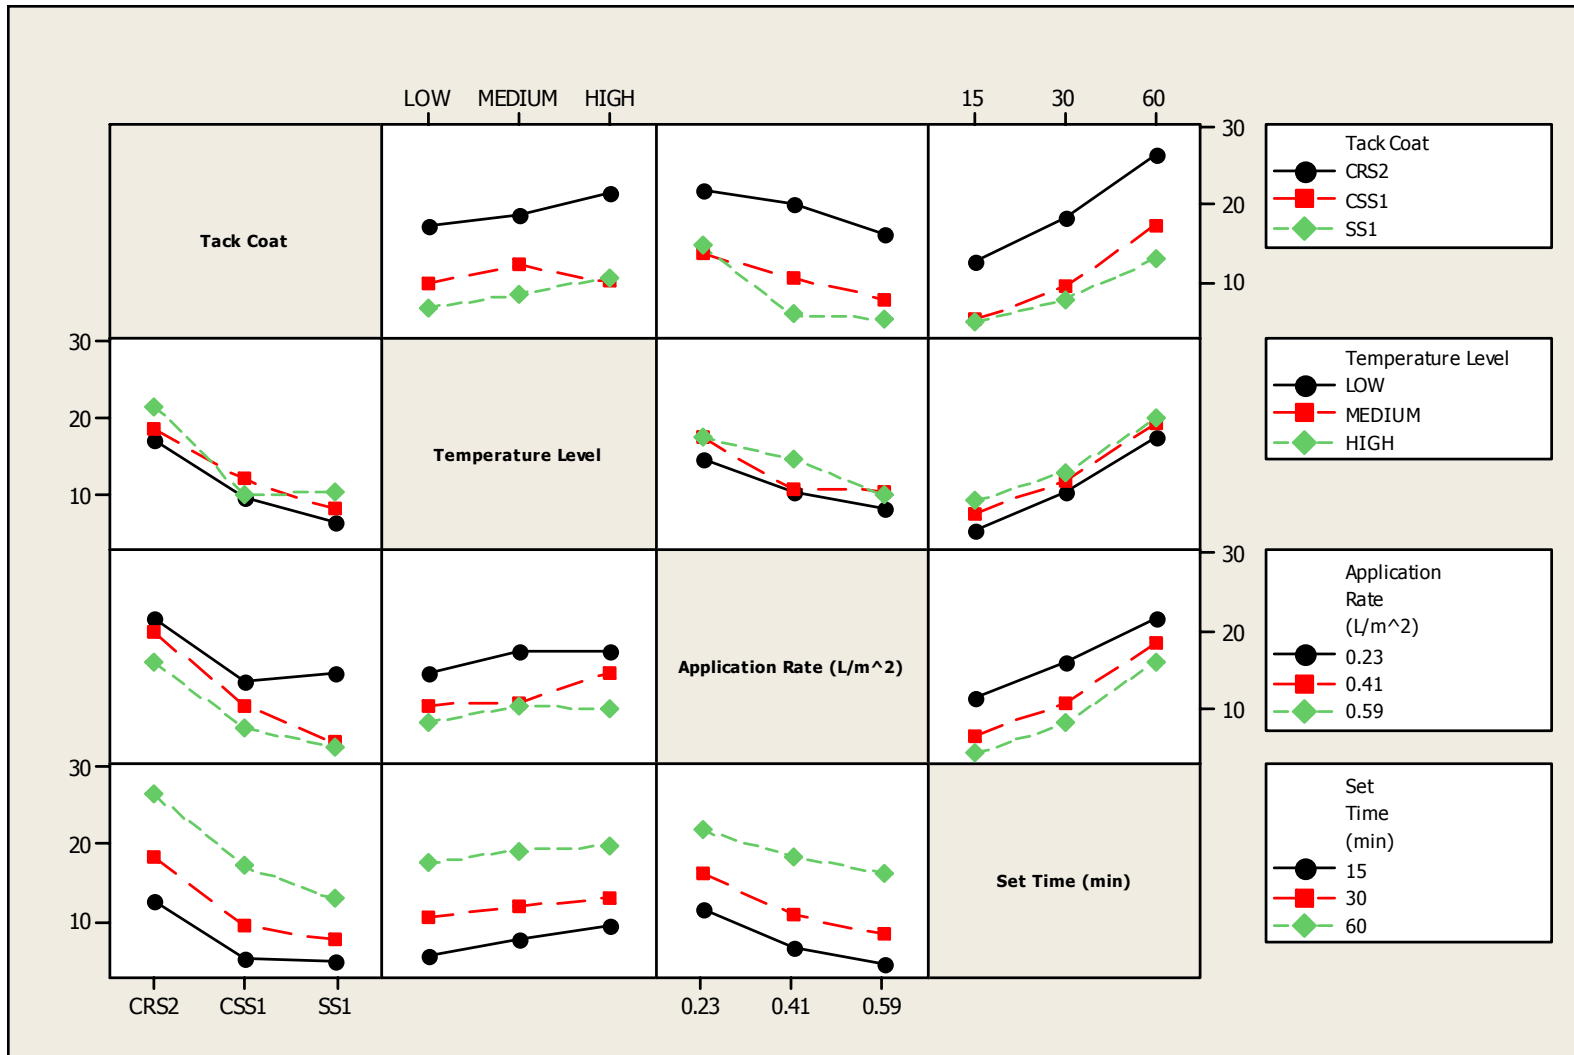 LOW MEDIUM HIGH 15 30 60
30
20
10
Tack Coat
Tack Coat
CRS2
CSS1
SS1
30
20
10
Temperature Level
Temperature Level
LOW
MEDIUM
HIGH
30
20
10
Application Rate (L/m^2)
Application
Rate
(L/m^2)
0.23
0.41
0.59
30
20
10
Set Time (min)
Set
Time
(min)
15
30
60
CRS2 CSS1 SS1 0.23 0.41 0.59